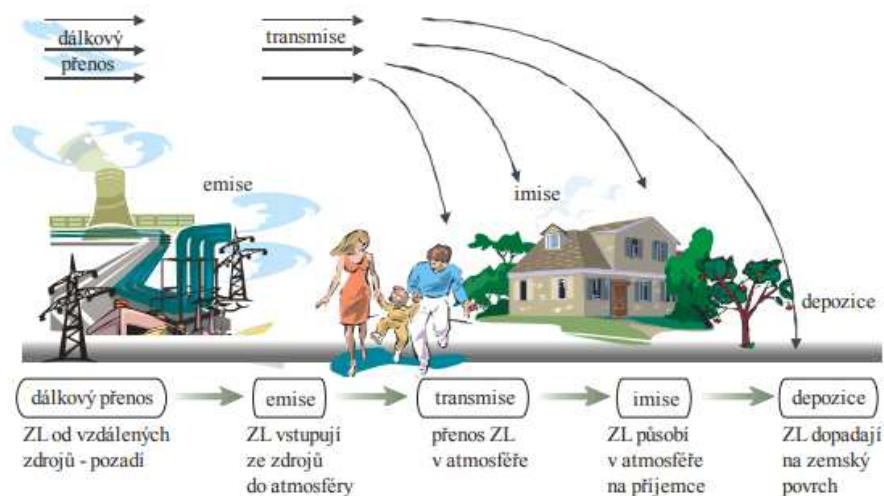 dálkový
přenos
transmise
emise
imise
depozice
dálkový přenos
emise
transmise
imise
depozice
ZL od vzdálených
zdrojů - pozadí
ZL vstupují
ze zdrojů
do atmosféry
přenos ZL
v atmosféře
ZL působí
v atmosféře
na příjemce
ZL dopadají
na zemský
povrch